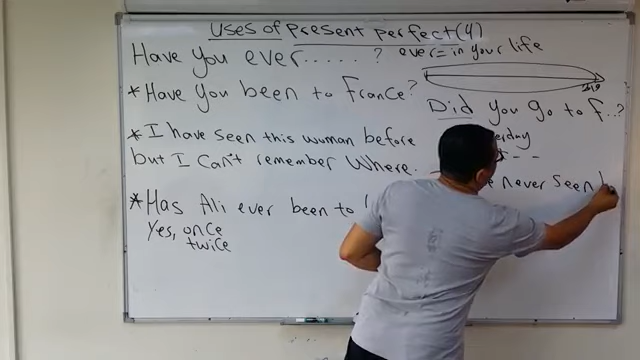 Uses of present perfect (4)
Have you ever.....?
ever = in your life
* Have you been to France?
2019
Did you go to F..?
* I have seen this wuman before
but I can't remember Where.
never seen
* Has Ali ever been to
Yes, once
twice